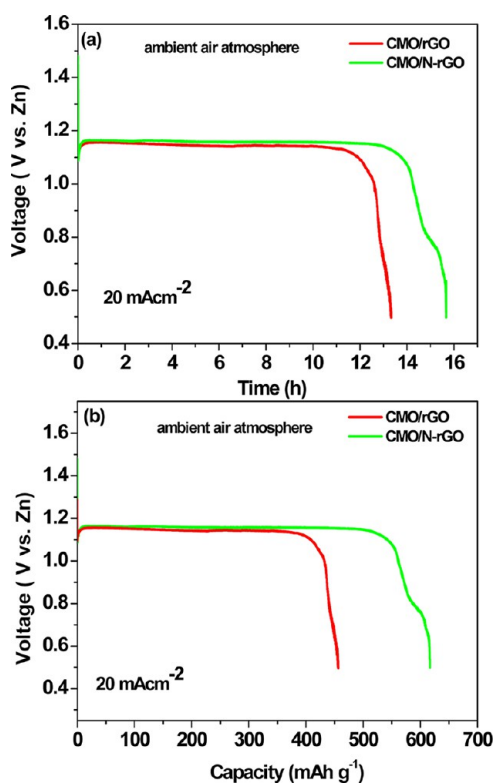 (a)
ambient air atmosphere
CMO/rGO
CMO/N-rGO
1.6
1.4
1.2
1.0
0.8
0.6
0.4
Voltage ( V vs. Zn)
20 mAcm-2
0 2 4 6 8 10 12 14 16
Time (h)
(b)
ambient air atmosphere
CMO/rGO
CMO/N-rGO
1.6
1.4
1.2
1.0
0.8
0.6
0.4
Voltage ( V vs. Zn)
20 mAcm-2
0 100 200 300 400 500 600 700
Capacity (mAh g-1)